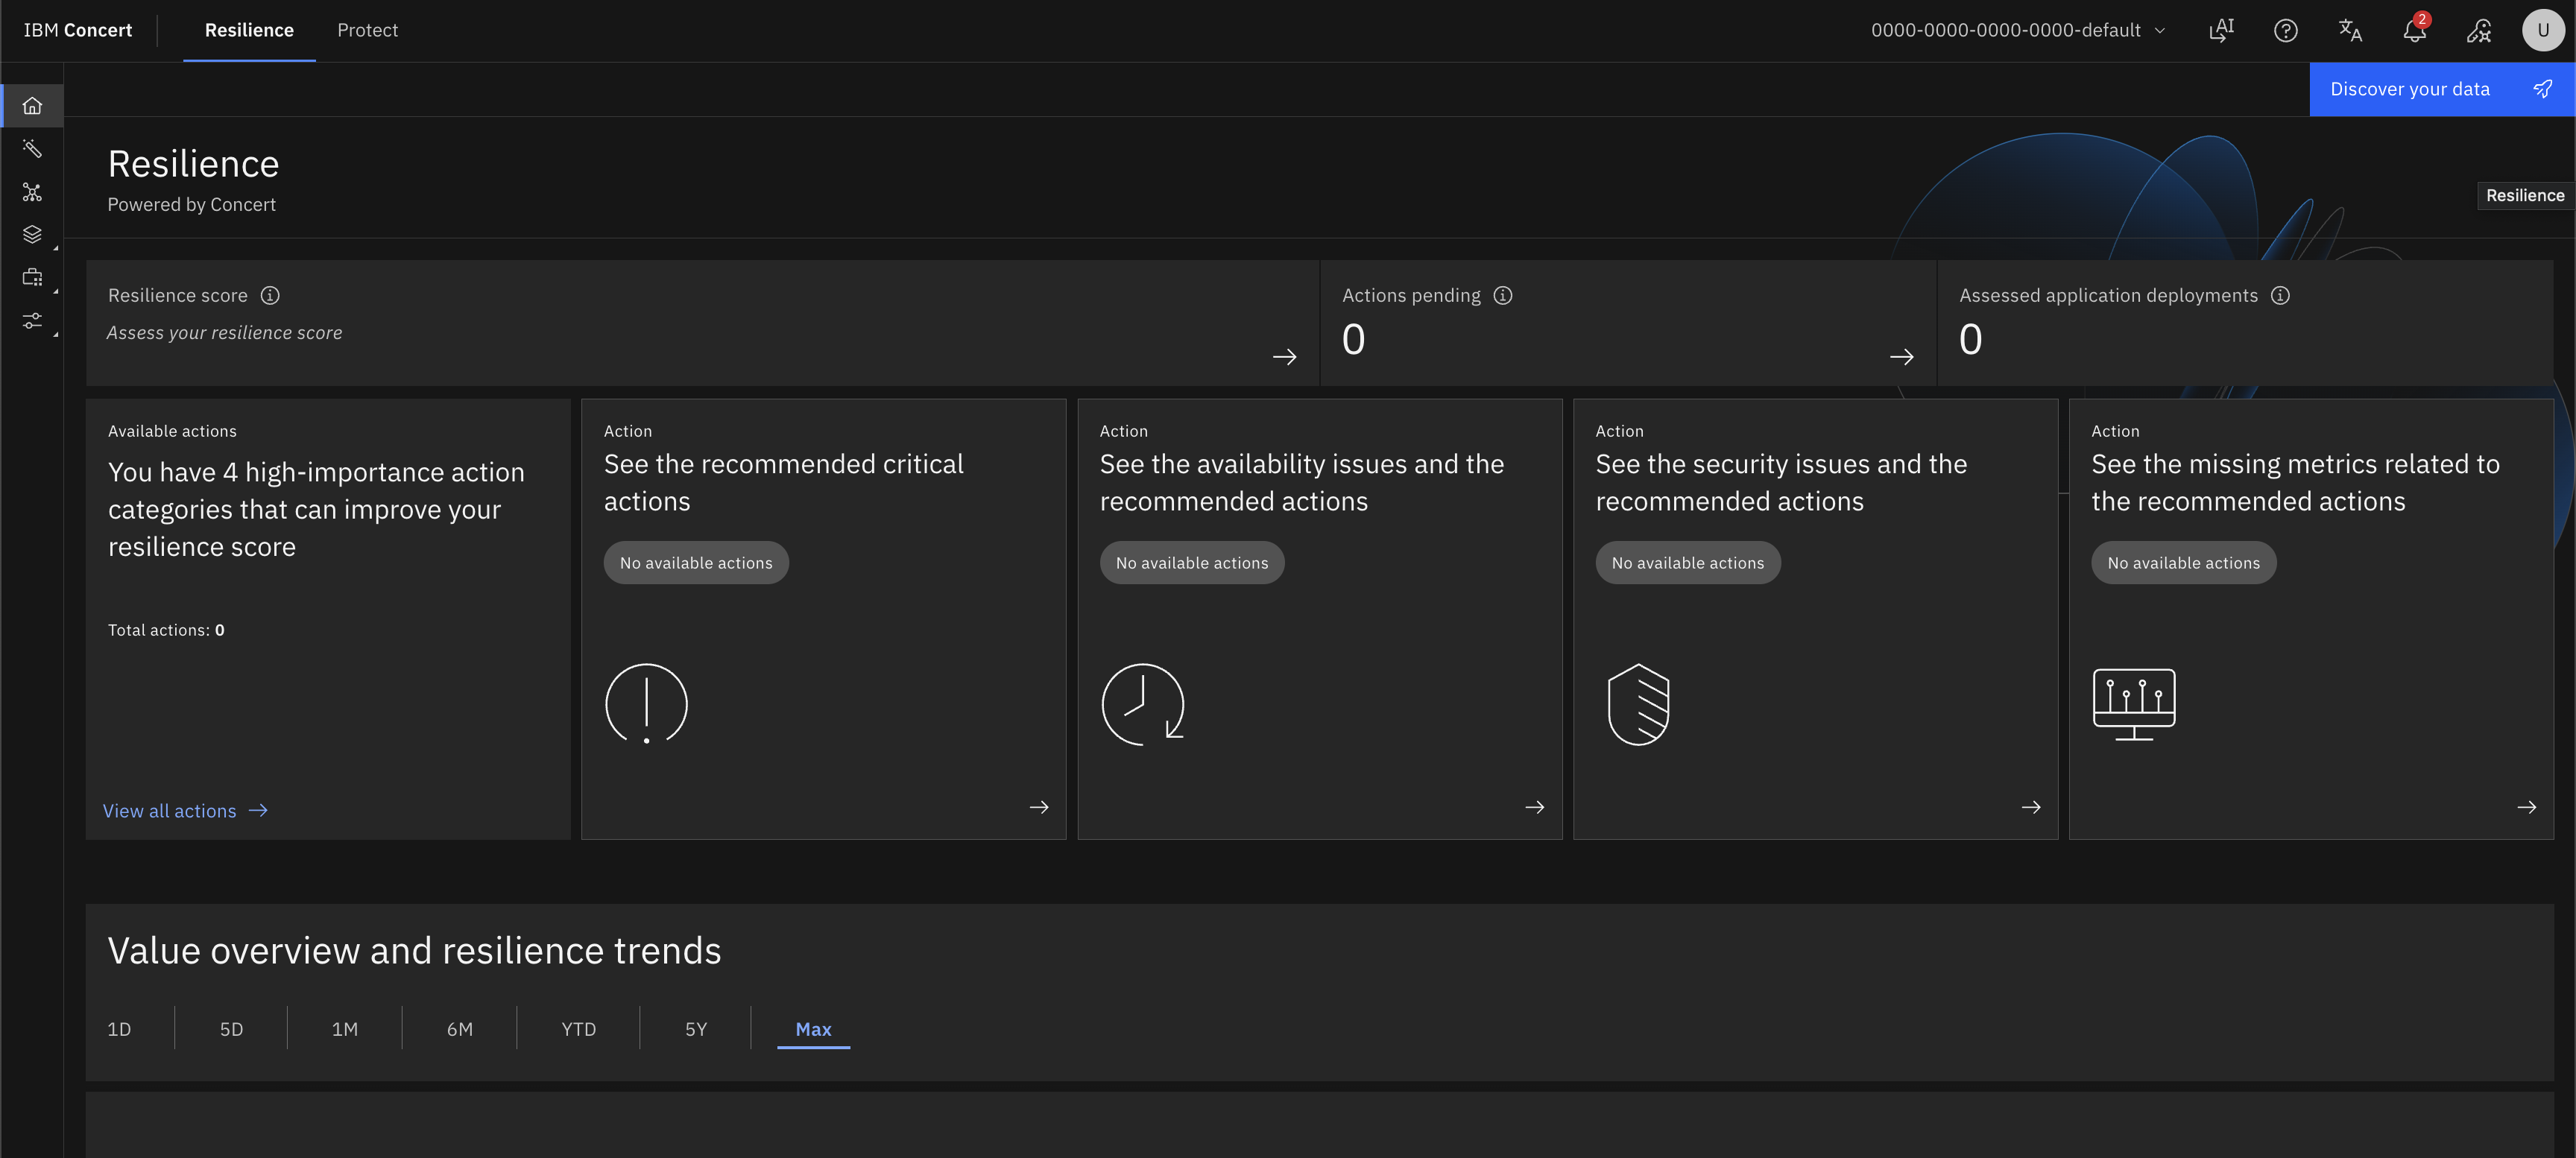 IBM Concert
Resilience
Protect
0000-0000-0000-0000-default
2
U
Discover your data
Resilience
Powered by Concert
Resilience
Resilience score
Assess your resilience score
Actions pending
0
Assessed application deployments
0
Available actions
You have 4 high-importance action
categories that can improve your
resilience score
Total actions: 0
View all actions
Action
See the recommended critical
actions
No available actions
Action
See the availability issues and the
recommended actions
No available actions
Action
See the security issues and the
recommended actions
No available actions
Action
See the missing metrics related to
the recommended actions
No available actions
Value overview and resilience trends
1D
5D
1M
6M
YTD
5Y
Max